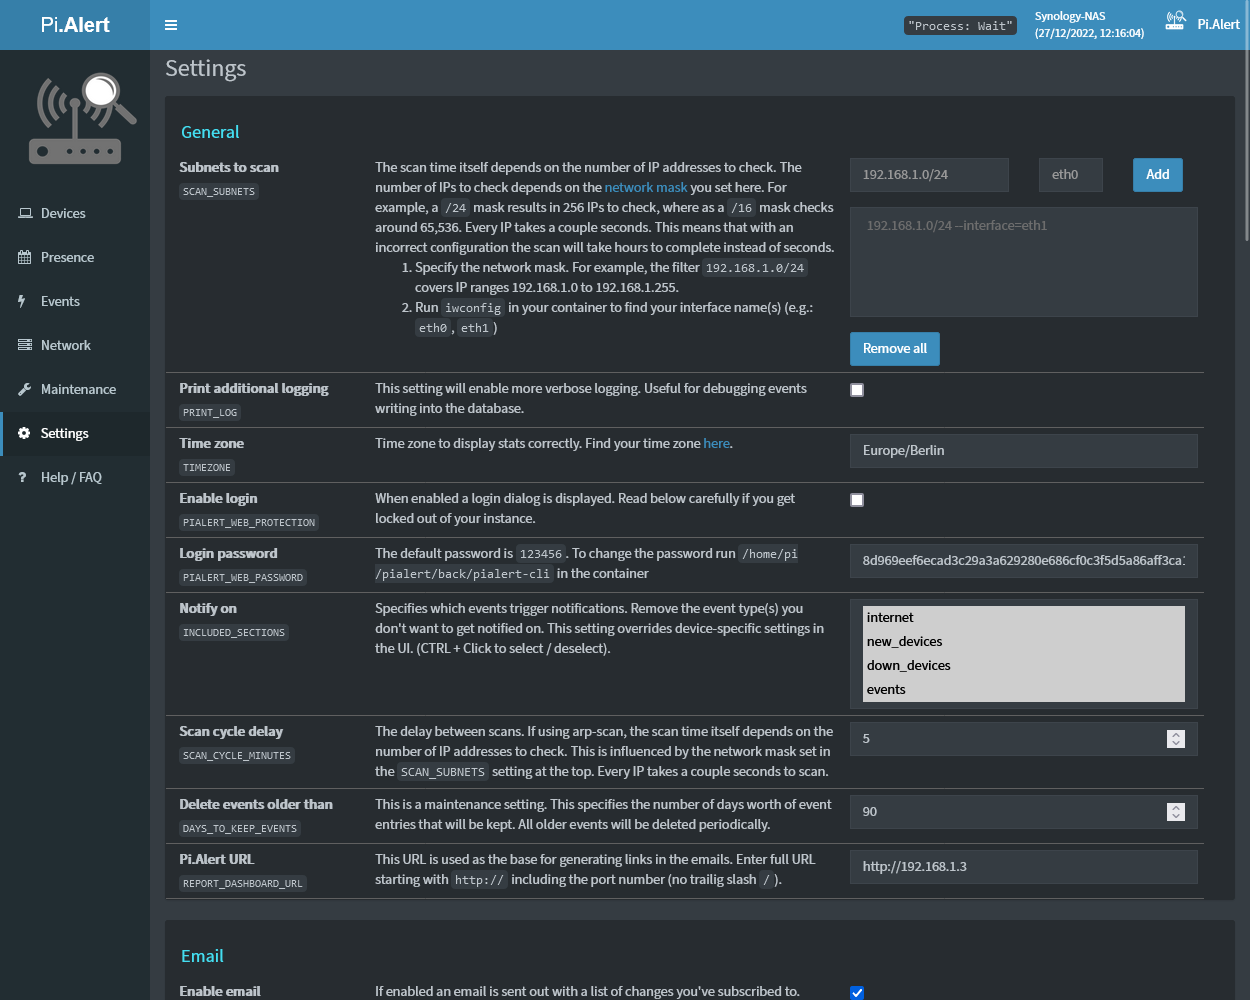 Pi.Alert
"Process: Wait"
Synology-NAS
(27/12/2022, 12:16:04)
Pi.Alert
Devices
Presence
Events
Network
Maintenance
Settings
Help / FAQ
Settings
General
Subnets to scan
SCAN_SUBNETS
The scan time itself depends on the number of IP addresses to check. The
number of IPs to check depends on the network mask you set here. For
example, a /24 mask results in 256 IPs to check, where as a /16 mask checks
around 65,536. Every IP takes a couple seconds. This means that with an
incorrect configuration the scan will take hours to complete instead of seconds.
1. Specify the network mask. For example, the filter 192.168.1.0/24
covers IP ranges 192.168.1.0 to 192.168.1.255.
2. Run iwconfig in your container to find your interface name(s) (e.g.:
eth0 , eth1 )
192.168.1.0/24
eth0
Add
192.168.1.0/24 --interface=eth1
Remove all
Print additional logging
PRINT_LOG
This setting will enable more verbose logging. Useful for debugging events
writing into the database.
Time zone
TIMEZONE
Time zone to display stats correctly. Find your time zone here.
Europe/Berlin
Enable login
PIALERT_WEB_PROTECTION
When enabled a login dialog is displayed. Read below carefully if you get
locked out of your instance.
Login password
PIALERT_WEB_PASSWORD
The default password is 123456 . To change the password run /home/pi
/pialert/back/pialert-cli in the container
8d969eef6ecad3c29a3a629280e686cf0c3f5d5a86aff3ca1
Notify on
INCLUDED_SECTIONS
Specifies which events trigger notifications. Remove the event type(s) you
don't want to get notified on. This setting overrides device-specific settings in
the UI. (CTRL + Click to select / deselect).
internet
new_devices
down_devices
events
Scan cycle delay
SCAN_CYCLE_MINUTES
The delay between scans. If using arp-scan, the scan time itself depends on the
number of IP addresses to check. This is influenced by the network mask set in
the SCAN_SUBNETS setting at the top. Every IP takes a couple seconds to scan.
5
Delete events older than
DAYS_TO_KEEP_EVENTS
This is a maintenance setting. This specifies the number of days worth of event
entries that will be kept. All older events will be deleted periodically.
90
Pi.Alert URL
REPORT_DASHBOARD_URL
This URL is used as the base for generating links in the emails. Enter full URL
starting with http:// including the port number (no trailig slash / ).
http://192.168.1.3
Email
Enable email
If enabled an email is sent out with a list of changes you've subscribed to.